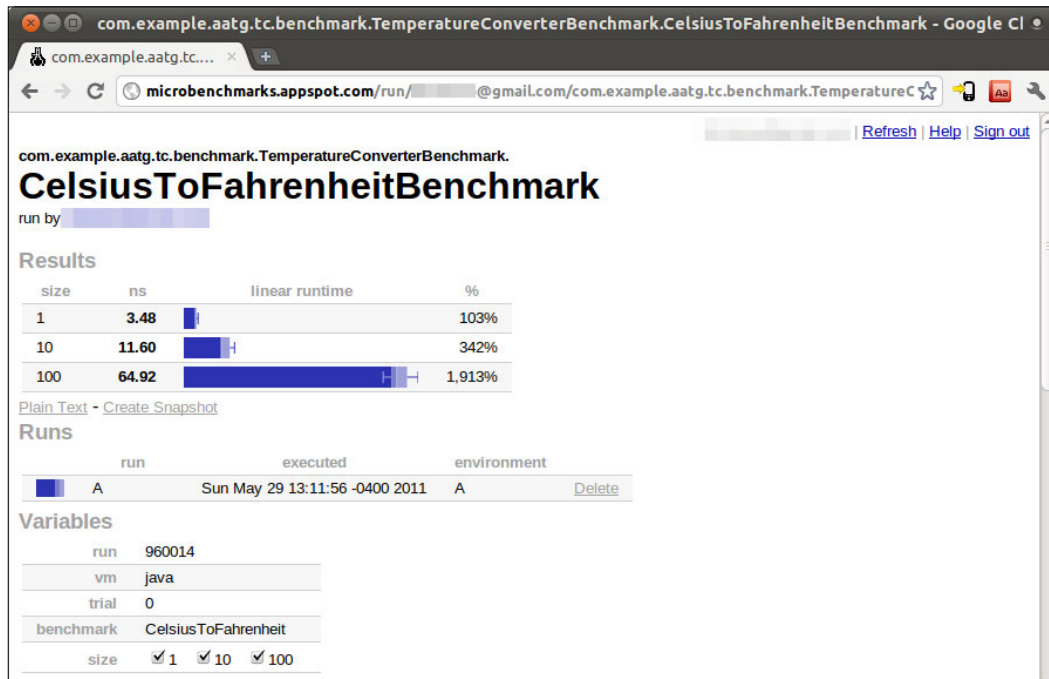 com.example.aatg.tc.benchmark.TemperatureConverterBenchmark.CelsiusToFahrenheitBenchmark - Google Cl
com.example.aatg.tc....
microbenchmarks.appspot.com/run/ @gmail.com/com.example.aatg.tc.benchmark.TemperatureC
Aa
| Refresh | Help | Sign out
com.example.aatg.tc.benchmark.TemperatureConverterBenchmark.
CelsiusToFahrenheitBenchmark
run by
Results
size ns linear runtime %
1 3.48 103%
10 11.60 342%
100 64.92 1,913%
Plain Text - Create Snapshot
Runs
run executed environment
A Sun May 29 13:11:56 -0400 2011 A Delete
Variables
run 960014
vm java
trial 0
benchmark CelsiusToFahrenheit
size 1 10 100